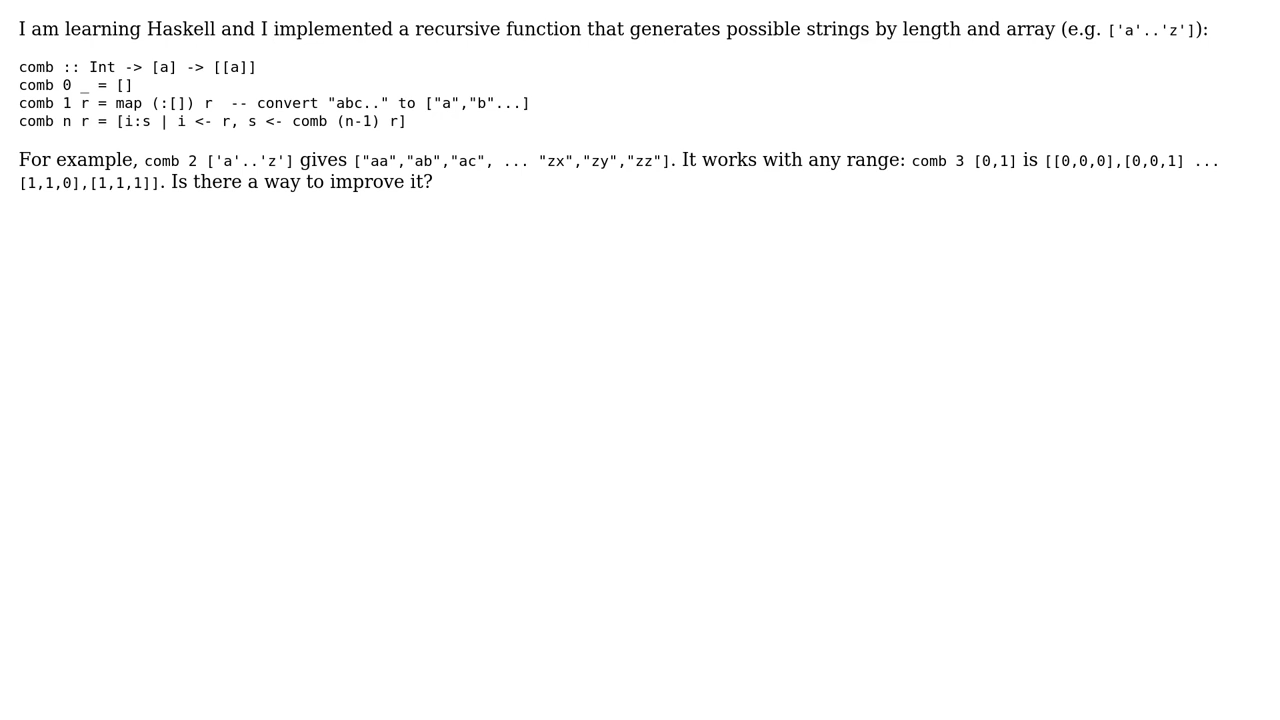 I am learning Haskell and I implemented a recursive function that generates possible strings by length and array (e.g. ['a'..'z']):
comb :: Int -> [a] -> [[a]]
comb 0 _ = []
comb 1 r = map (:[]) r  -- convert "abc.." to ["a","b"...]
comb n r = [i:s | i <- r, s <- comb (n-1) r]
For example, comb 2 ['a'..'z'] gives ["aa","ab","ac", ... "zx","zy","zz"]. It works with any range: comb 3 [0,1] is [[0,0,0],[0,0,1] ...
[1,1,0],[1,1,1]]. Is there a way to improve it?